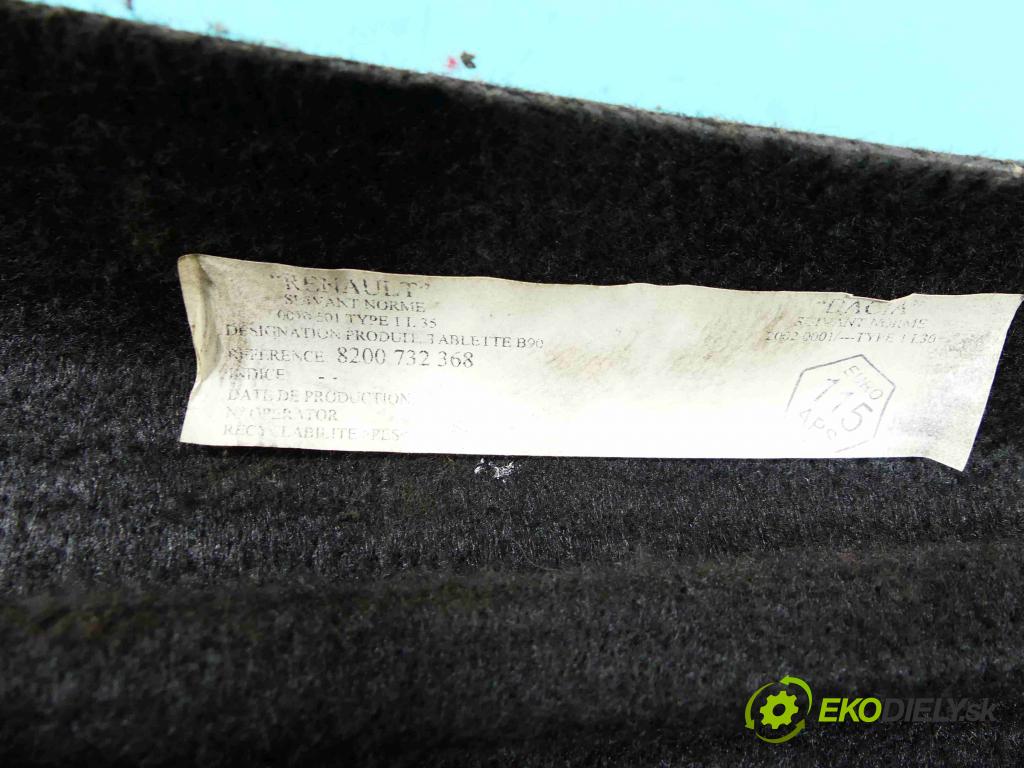 "RENAULT"
SUIVANT NORME
TYPE 1 L 35
DESIGNATION PRODUIT TABLETTE B90
REFERENCE 8200 732 368
INDICE - -
DATE DE PRODUCTION
N° OPERATOR
RECYCLABILITE >PES<
"DACIA"
SUIVANT NORME
EURO
115
APS
EKODIELY.sk